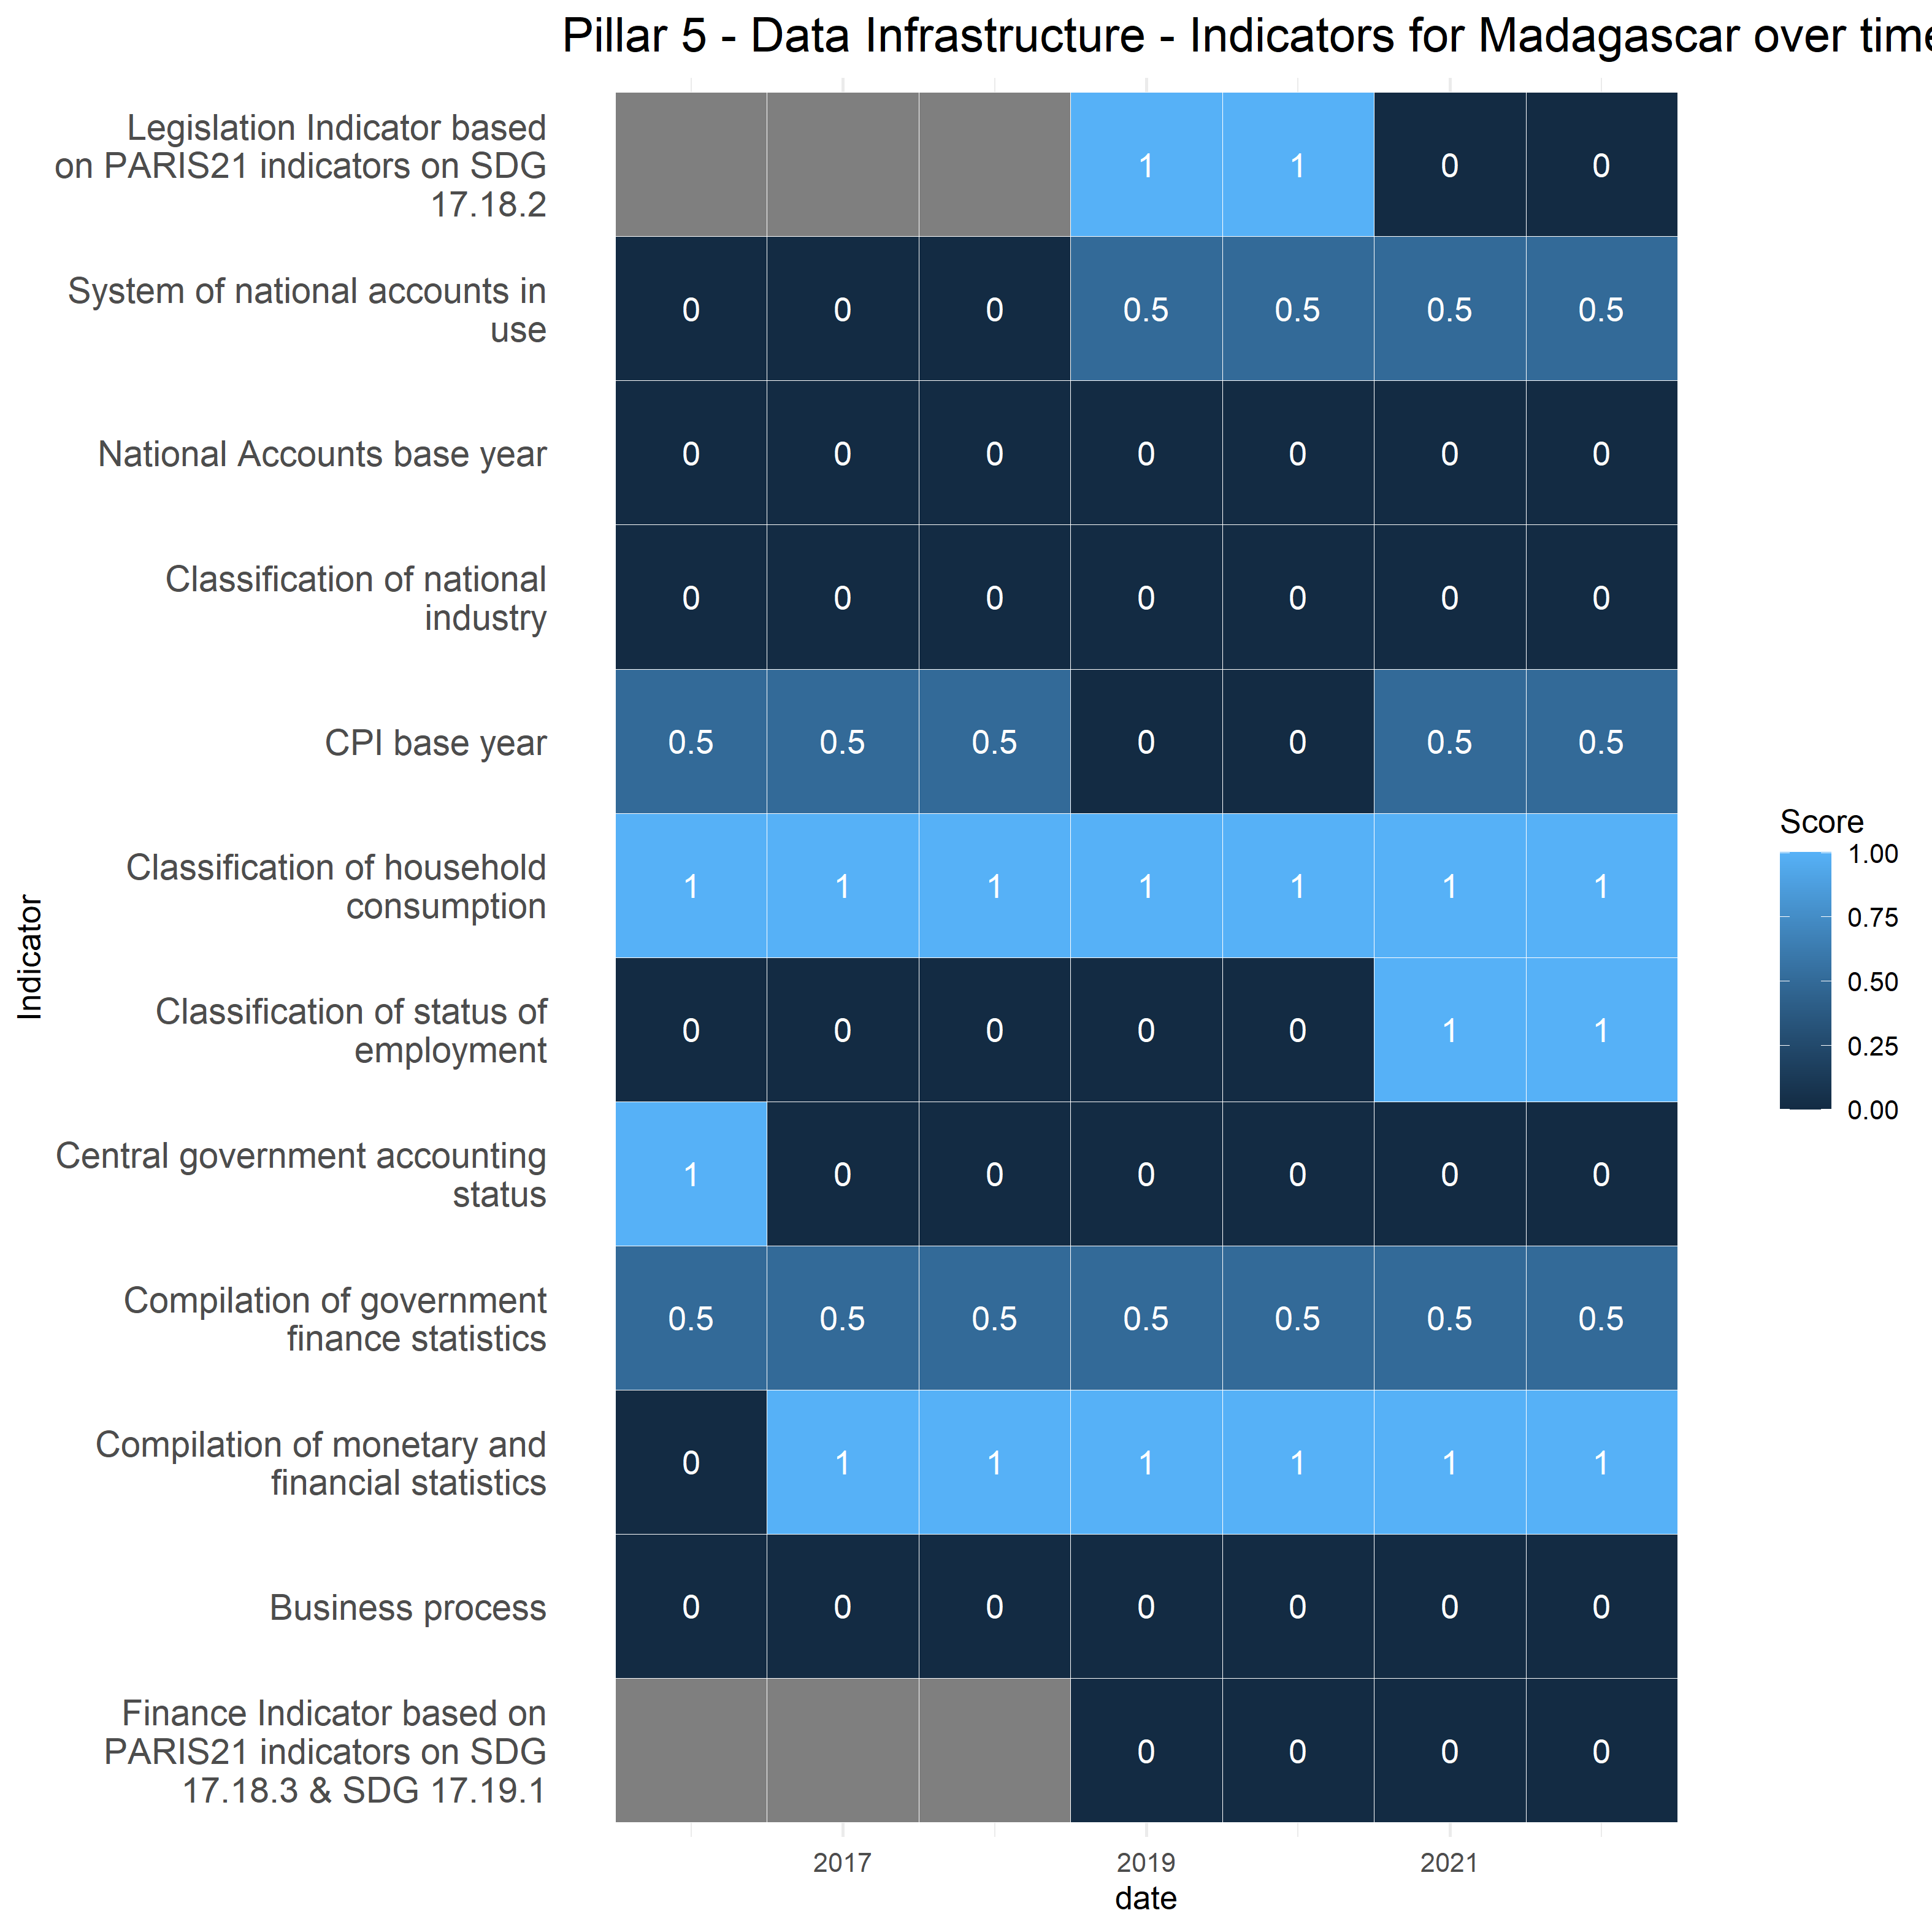 Pillar 5 - Data Infrastructure - Indicators for Madagascar over time
Legislation Indicator based
on PARIS21 indicators on SDG
17.18.2
1 1 0 0
System of national accounts in
use
0 0 0 0.5 0.5 0.5 0.5
National Accounts base year
0 0 0 0 0 0 0
Classification of national
industry
0 0 0 0 0 0 0
CPI base year
0.5 0.5 0.5 0 0 0.5 0.5
Classification of household
consumption
1 1 1 1 1 1 1
Classification of status of
employment
0 0 0 0 0 1 1
Central government accounting
status
1 0 0 0 0 0 0
Compilation of government
finance statistics
0.5 0.5 0.5 0.5 0.5 0.5 0.5
Compilation of monetary and
financial statistics
0 1 1 1 1 1 1
Business process
0 0 0 0 0 0 0
Finance Indicator based on
PARIS21 indicators on SDG
17.18.3 & SDG 17.19.1
0 0 0 0
2017 2019 2021
date
Indicator
Score
1.00
0.75
0.50
0.25
0.00